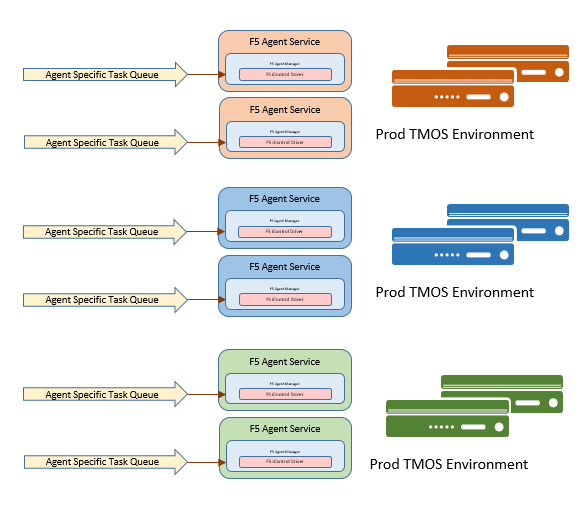 F5 Agent Service
F5 Agent Manager
Agent Specific Task Queue
F5 iControl Driver
F5 Agent Service
F5 Agent Manager
Agent Specific Task Queue
F5 iControl Driver
Prod TMOS Environment
F5 Agent Service
F5 Agent Manager
Agent Specific Task Queue
F5 iControl Driver
F5 Agent Service
F5 Agent Manager
Agent Specific Task Queue
F5 iControl Driver
Prod TMOS Environment
F5 Agent Service
F5 Agent Manager
Agent Specific Task Queue
F5 iControl Driver
F5 Agent Service
F5 Agent Manager
Agent Specific Task Queue
F5 iControl Driver
Prod TMOS Environment